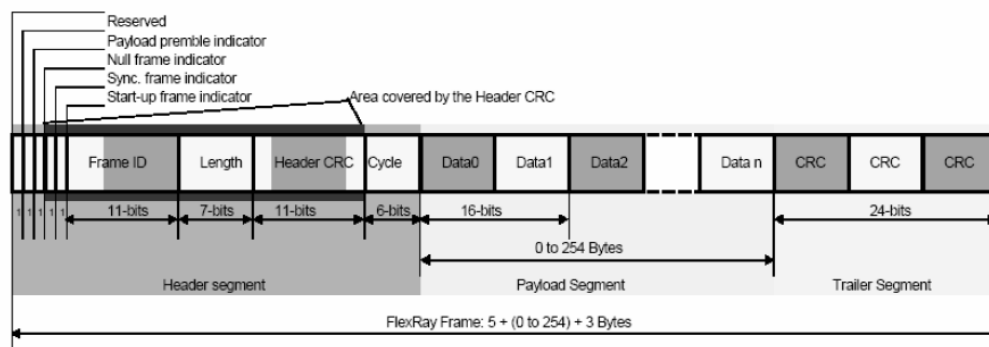 Reserved
Payload premble indicator
Null frame indicator
Sync. frame indicator
Start-up frame indicator
Area covered by the Header CRC
Frame ID Length Header CRC Cycle Data0 Data1 Data2 Data n CRC CRC CRC
1 1 1 1 1 11-bits 7-bits 11-bits 6-bits 16-bits 24-bits
0 to 254 Bytes
Header segment Payload Segment Trailer Segment
FlexRay Frame: 5 + (0 to 254) + 3 Bytes